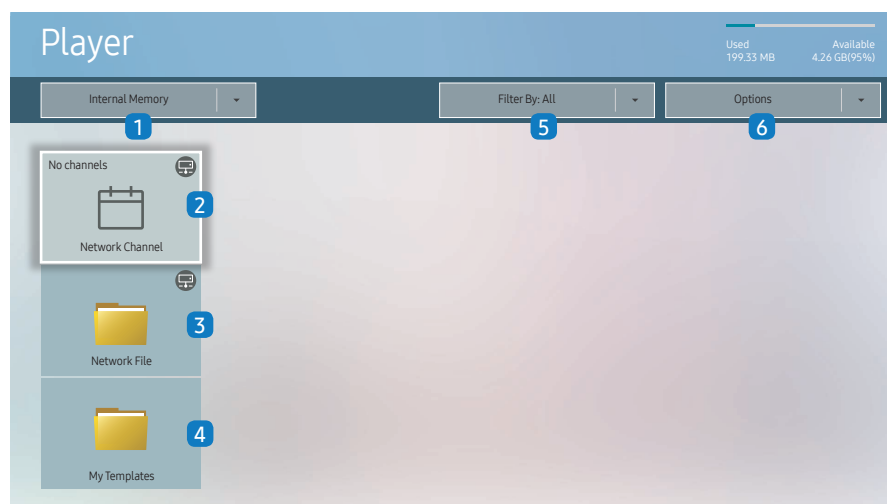 Player
Used
Available
199.33 MB
4.26 GB(95%)
Internal Memory
Filter By: All
Options
1
5
6
No channels
2
Network Channel
3
Network File
4
My Templates